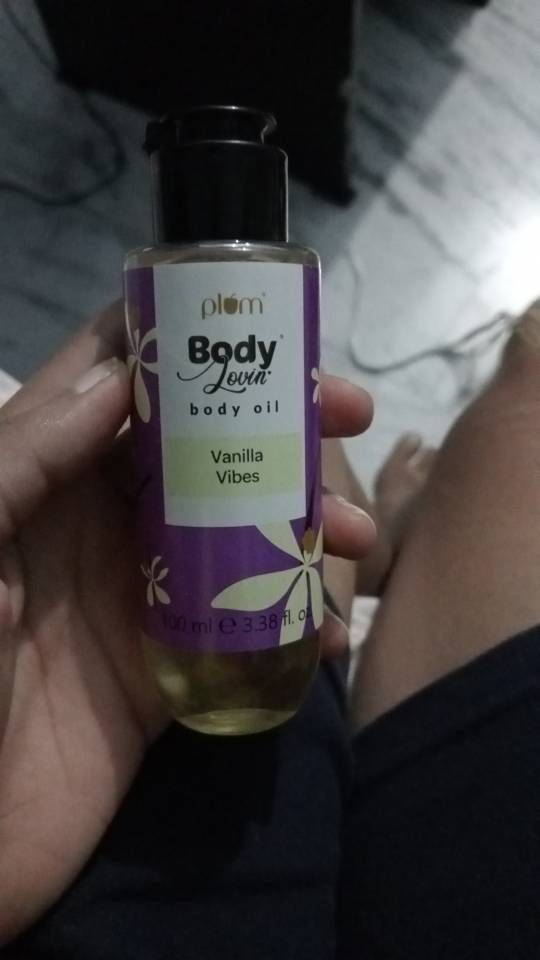 plum
Body
Lovin'
body oil
Vanilla
Vibes
100 ml e 3.38 fl. oz